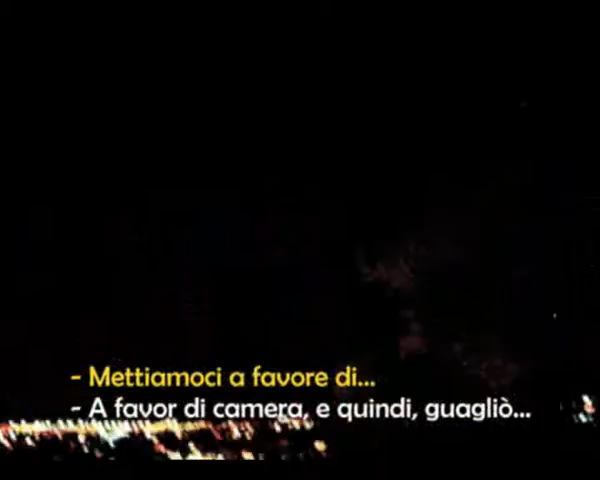 - Mettiamoci a favore di...
- A favor di camera, e quindi, guagliò...